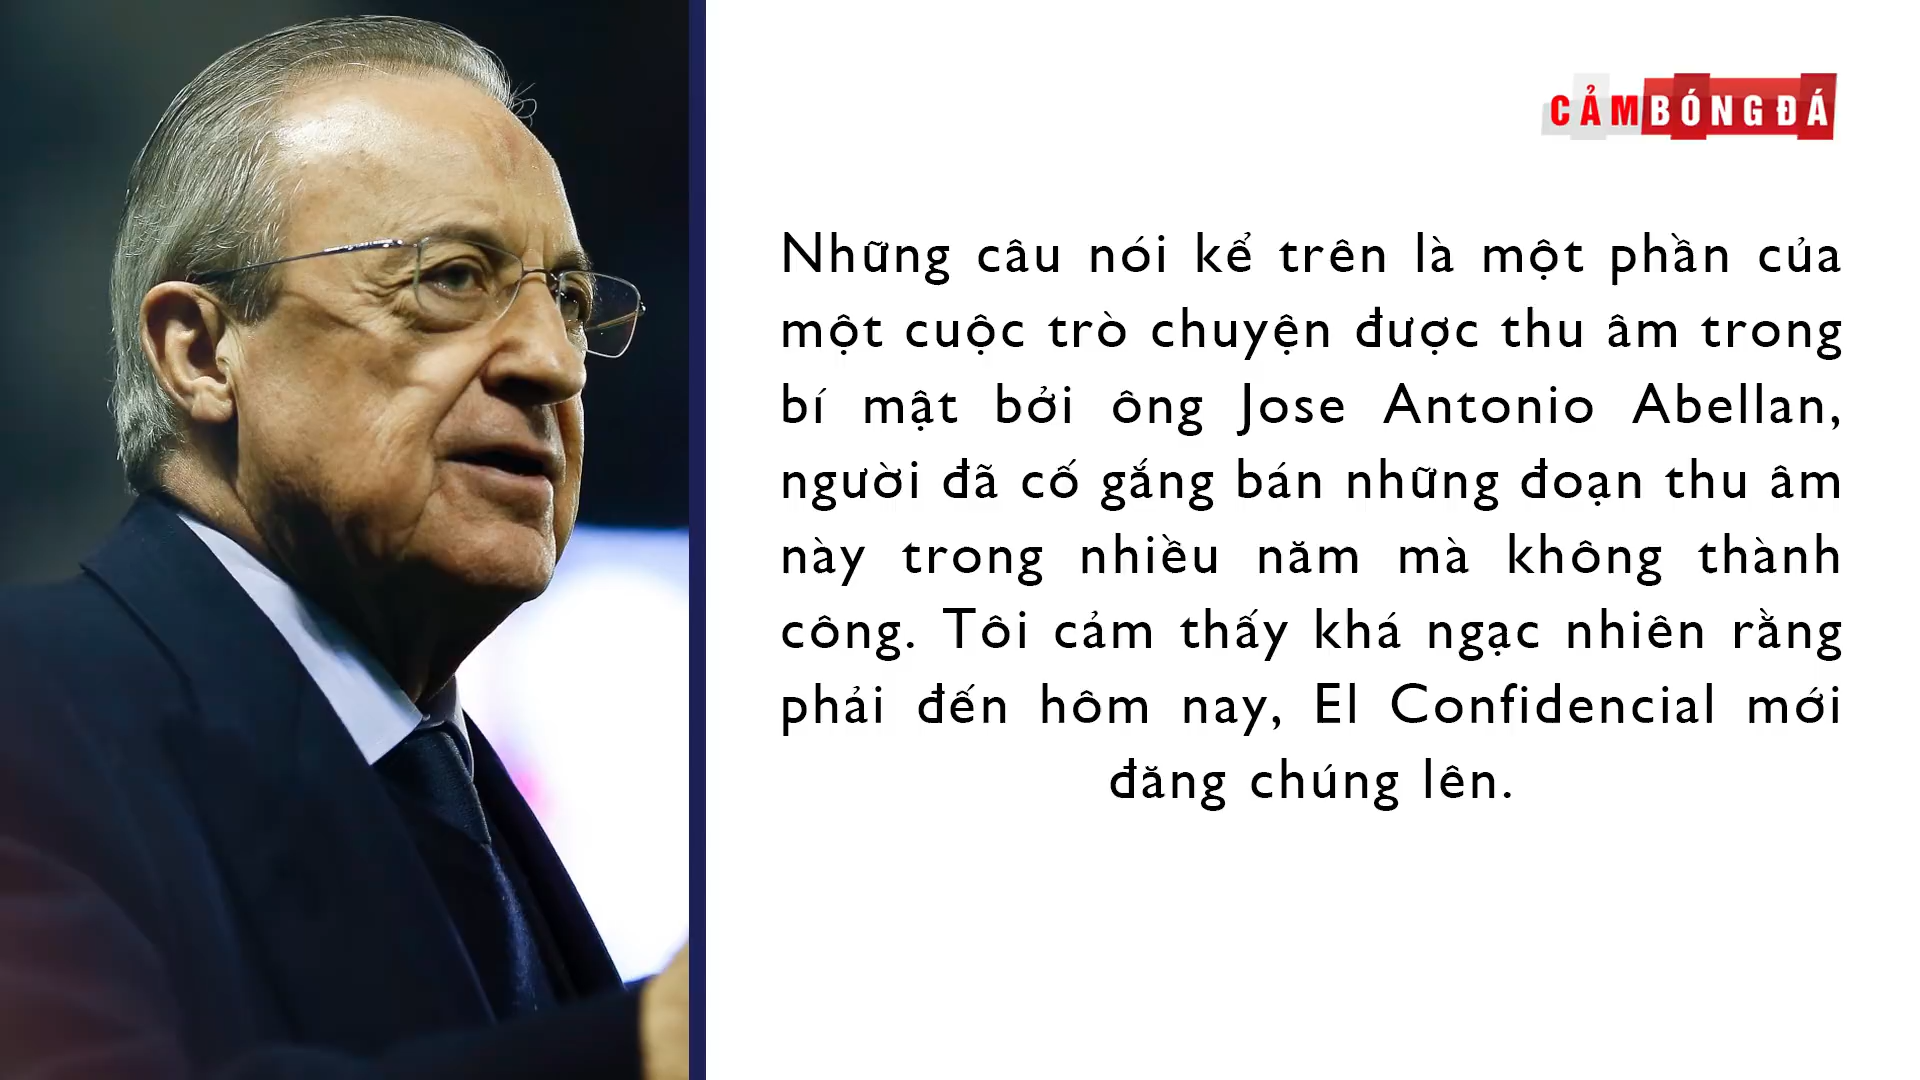 CẢMBÓNGĐÁ
Những câu nói kể trên là một phần của
một cuộc trò chuyện được thu âm trong
bí mật bởi ông Jose Antonio Abellan,
người đã cố gắng bán những đoạn thu âm
này trong nhiều năm mà không thành
công. Tôi cảm thấy khá ngạc nhiên rằng
phải đến hôm nay, El Confidencial mới
đăng chúng lên.